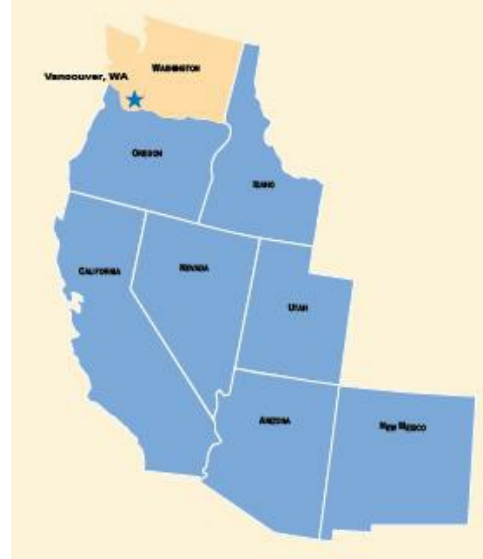 WASHINGTON
Vancouver, WA
OREGON
IDAHO
CALIFORNIA
NEVADA
UTAH
ARIZONA
NEW MEXICO